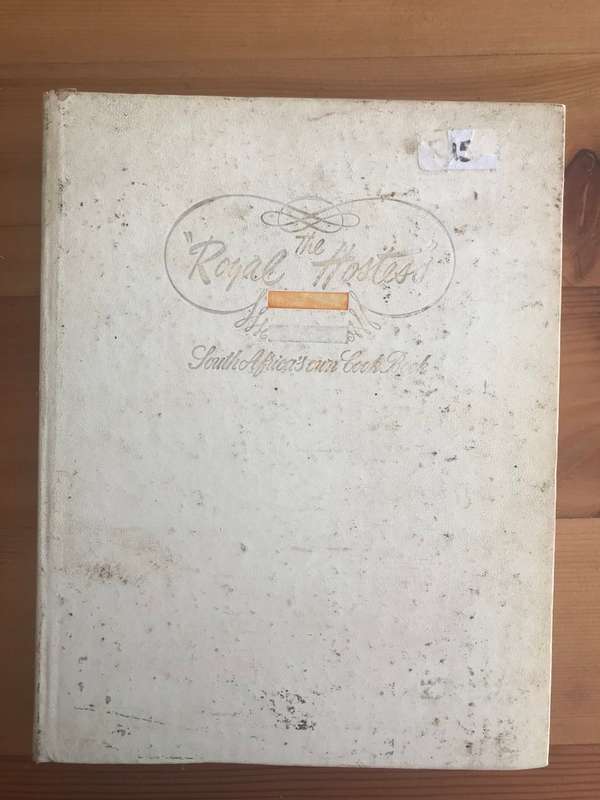 The
"Royal Hostess"
South Africa's own Cook Book